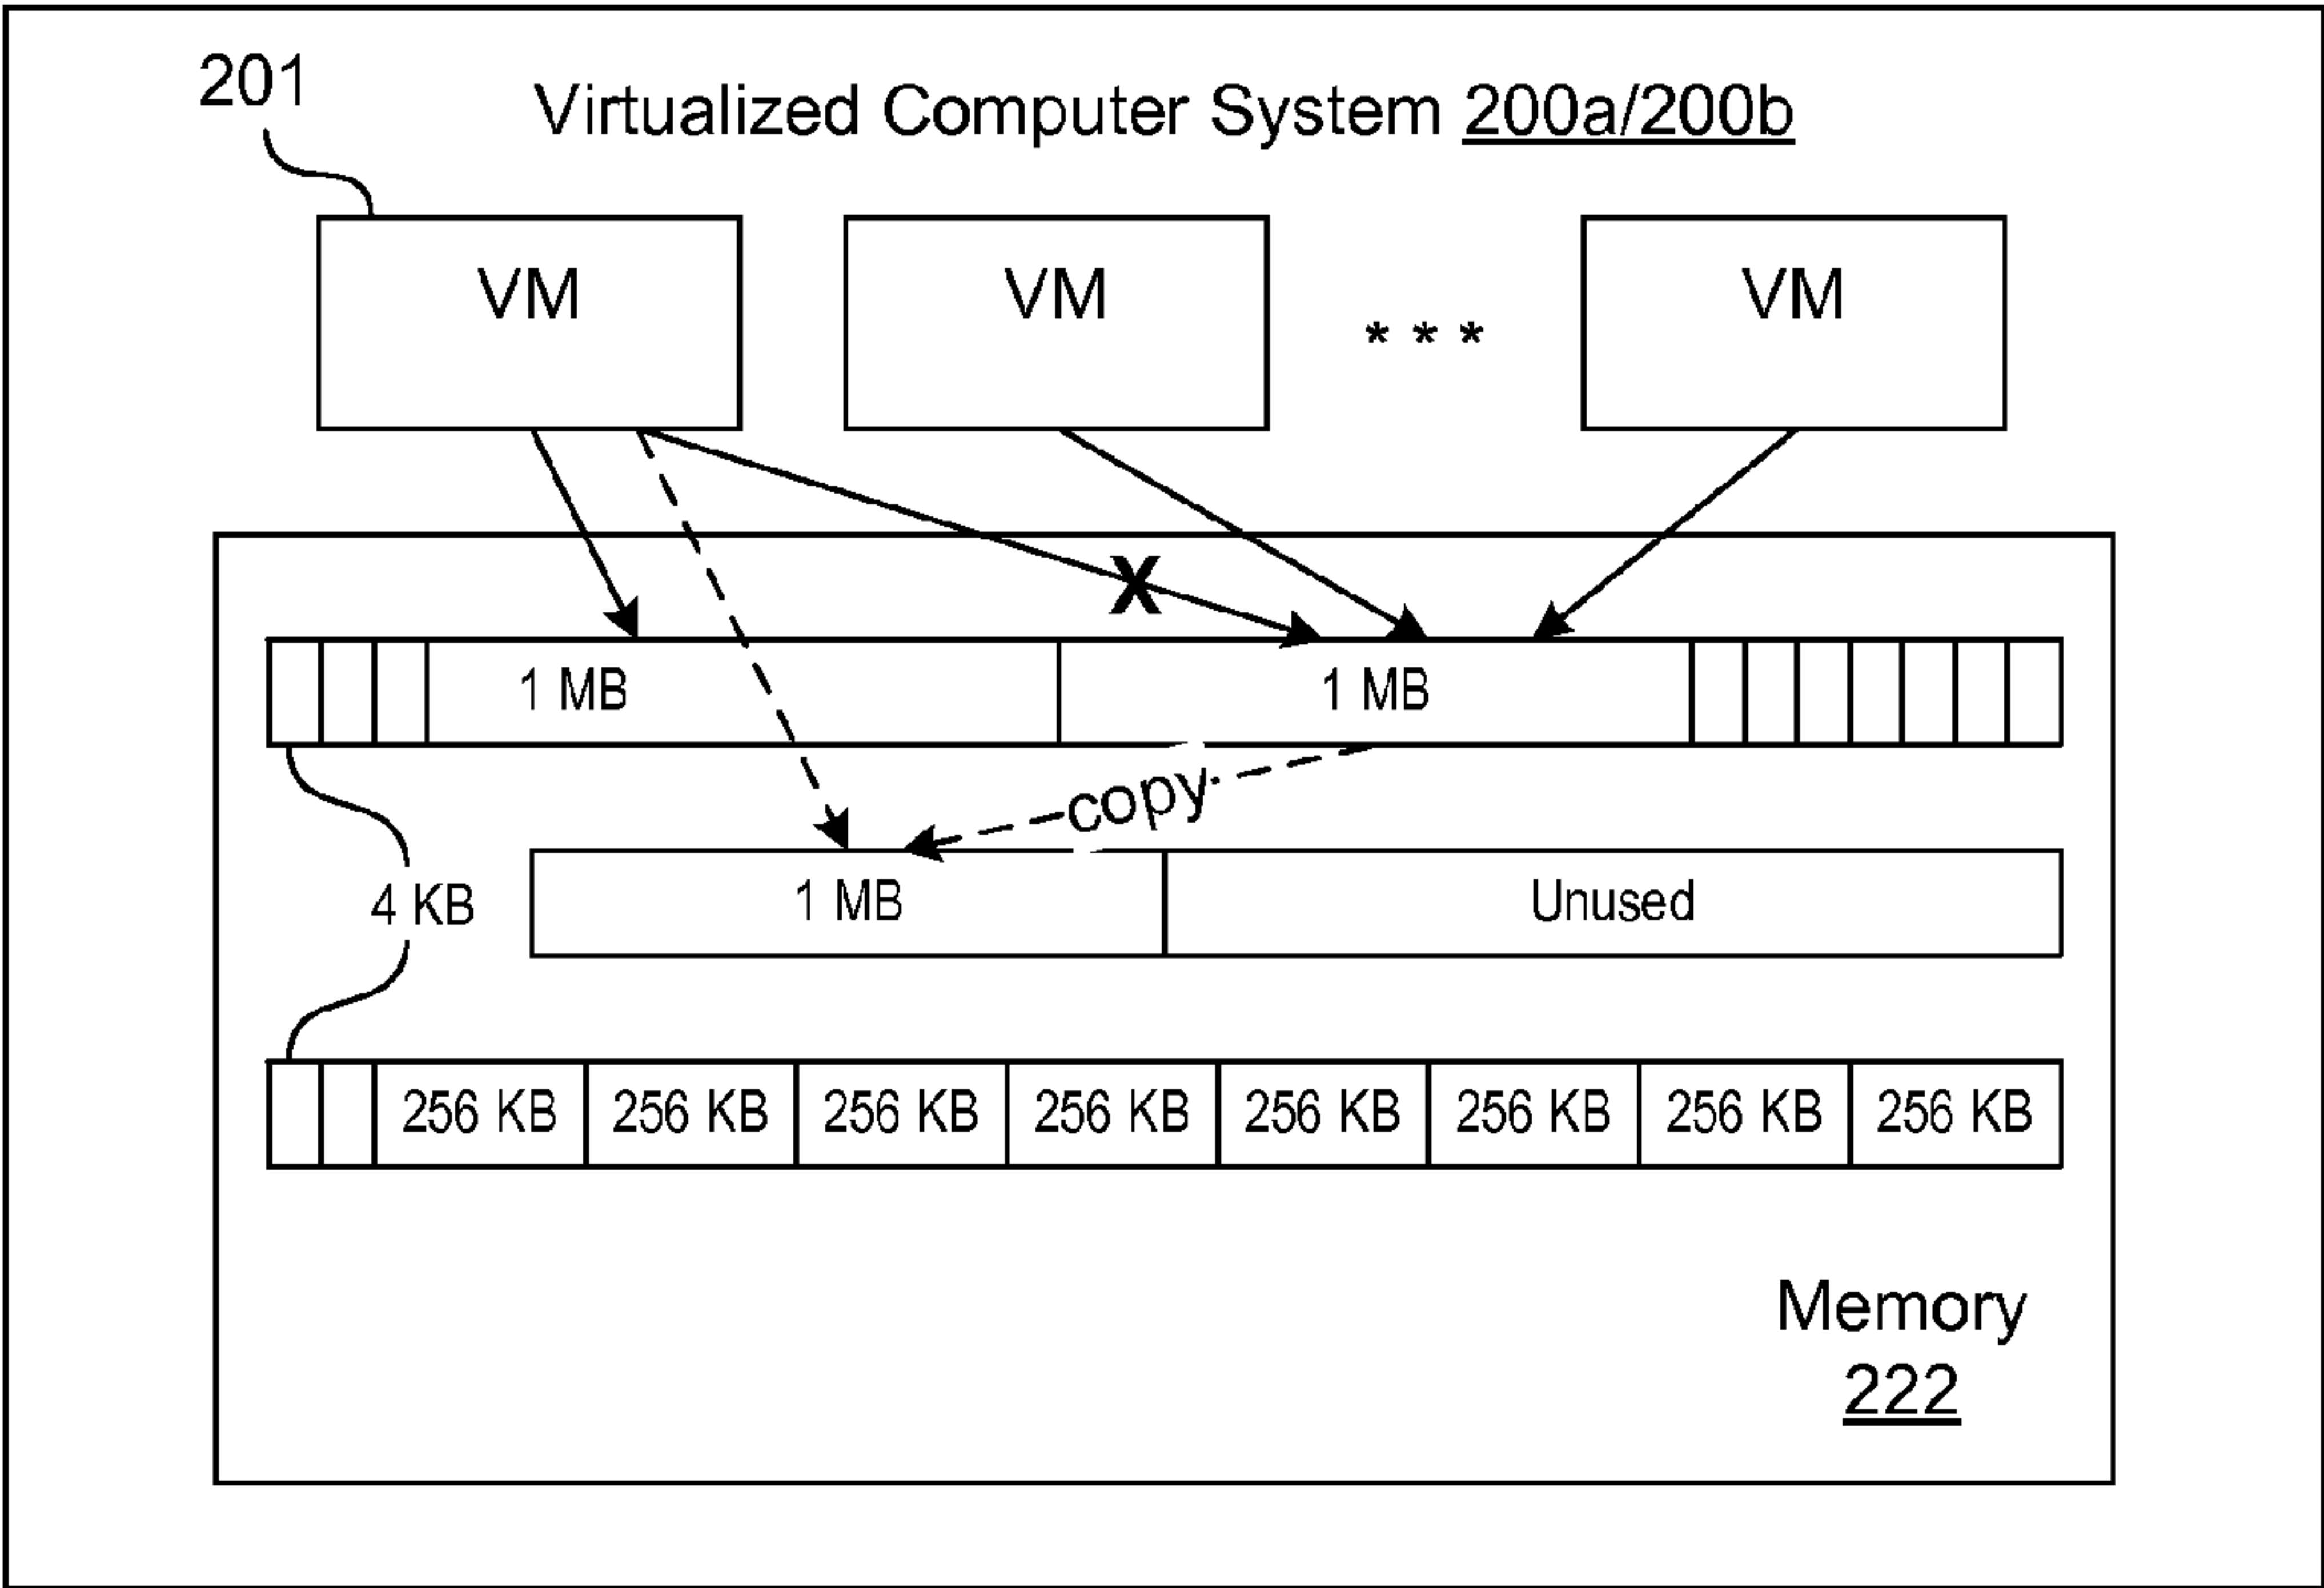 201
Virtualized Computer System 200a/200b
VM
VM
* * *
VM
X
1 MB
1 MB
copy
4 KB
1 MB
Unused
256 KB
256 KB
256 KB
256 KB
256 KB
256 KB
256 KB
256 KB
Memory
222